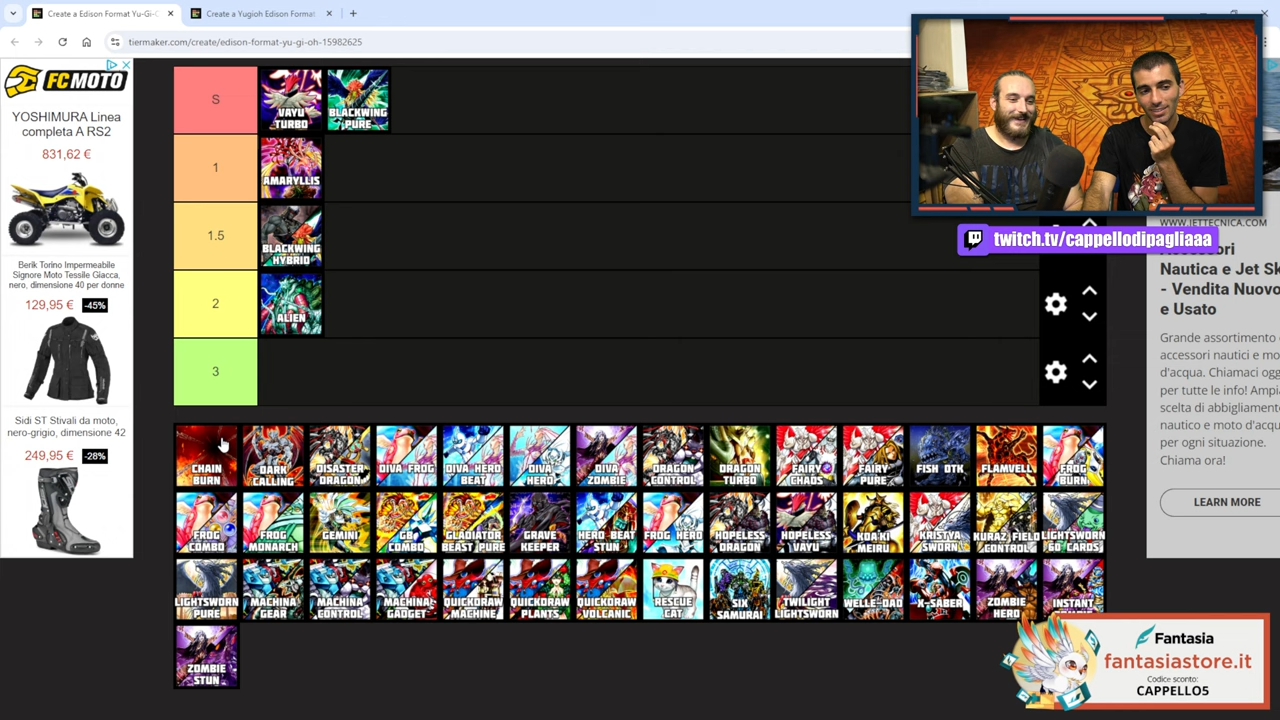 Create a Edison Format Yu-Gi-O
Create a Yugioh Edison Format
tiermaker.com/create/edison-format-yu-gi-oh-15982625
FC MOTO
YOSHIMURA Linea
completa A RS2
831,62 €
Berik Torino Impermeabile
Signore Moto Tessile Giacca,
nero, dimensione 40 per donne
129,95 €
-45%
Sidi ST Stivali da moto,
nero-grigio, dimensione 42
249,95 €
-28%
S
VAYU
TURBO
BLACKWING
PURE
1
AMARYLLIS
1.5
BLACKWING
HYBRID
2
ALIEN
3
CHAIN
BURN
DARK
CALLING
DISASTER
DRAGON
DIVA FROG
DIVA HERO
BEAT
DIVA
HERO
DIVA
ZOMBIE
DRAGON
CONTROL
DRAGON
TURBO
FAIRY
CHAOS
FAIRY
PURE
FISH OTK
FLAMVELL
FROG
BURN
FROG
COMBO
FROG
MONARCH
GEMINI
GB
COMBO
GLADIATOR
BEAST PURE
GRAVE
KEEPER
HERO BEAT
STUN
FROG HERO
HOPELESS
DRAGON
HOPELESS
VAYU
KOA'KI
MEIRU
KRISTYA
SWORN
KURAZ FIELD
CONTROL
LIGHTSWORN
60 CARDS
LIGHTSWORN
PURE
MACHINA
GEAR
MACHINA
CONTROL
MACHINA
GADGET
QUICKDRAW
MACHINE
QUICKDRAW
PLANTS
QUICKDRAW
VOLCANIC
RESCUE
CAT
SIX
SAMURAI
TWILIGHT
LIGHTSWORN
WELLE-DAD
X-SABER
ZOMBIE
HERO
INSTANT
ZOMBIE
STUN
twitch.tv/cappellodipagliaaa
WWW.JETTECNICA.COM
Accessori
Nautica e Jet Sk
- Vendita Nuovo
e Usato
Grande assortimento
accessori nautici e mo
d'acqua. Chiamaci ogg
per tutte le info! Ampia
scelta di abbigliamento
nautico e moto d'acqua
per ogni situazione.
Chiama ora!
LEARN MORE
Fantasia
fantasiastore.it
Codice sconto:
CAPPELLO5